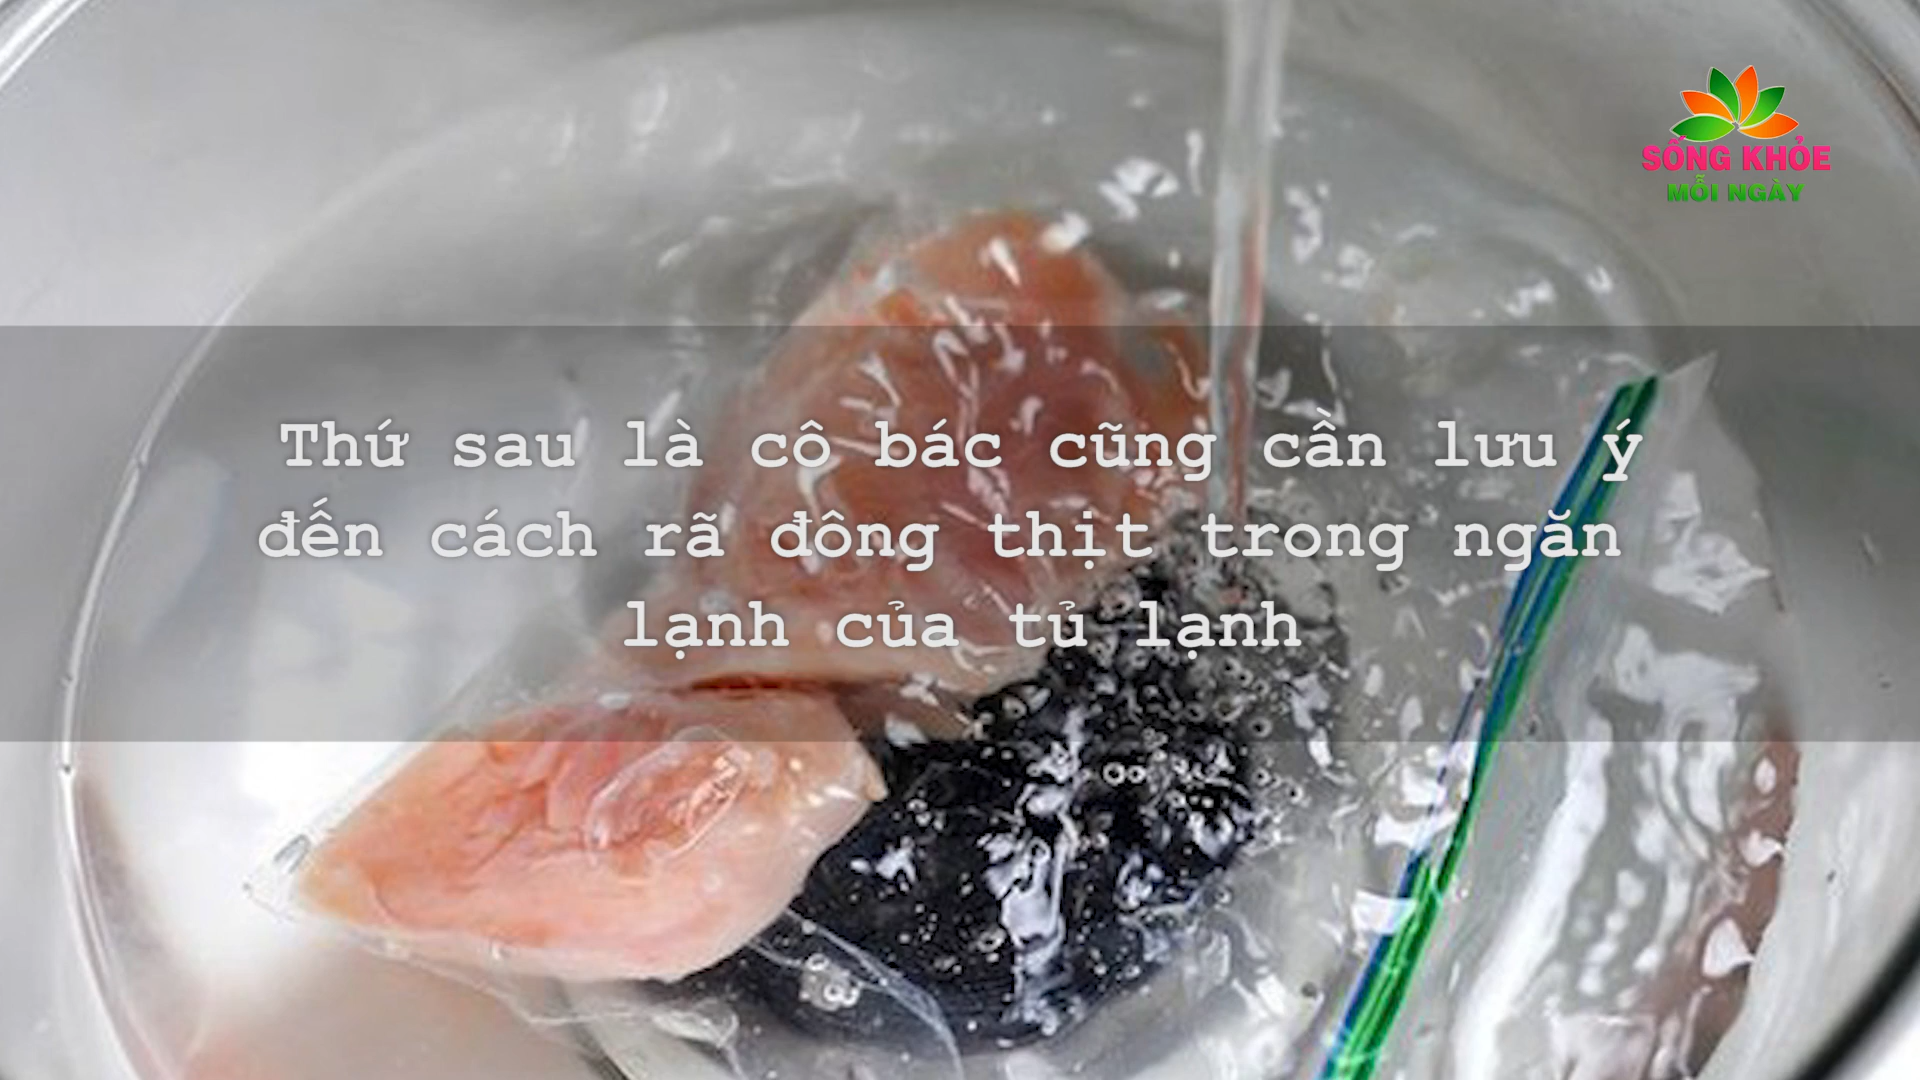 SỐNG KHỎE
MỖI NGÀY
Thứ sau là cô bác cũng cần lưu ý
đến cách rã đông thịt trong ngăn
lạnh của tủ lạnh